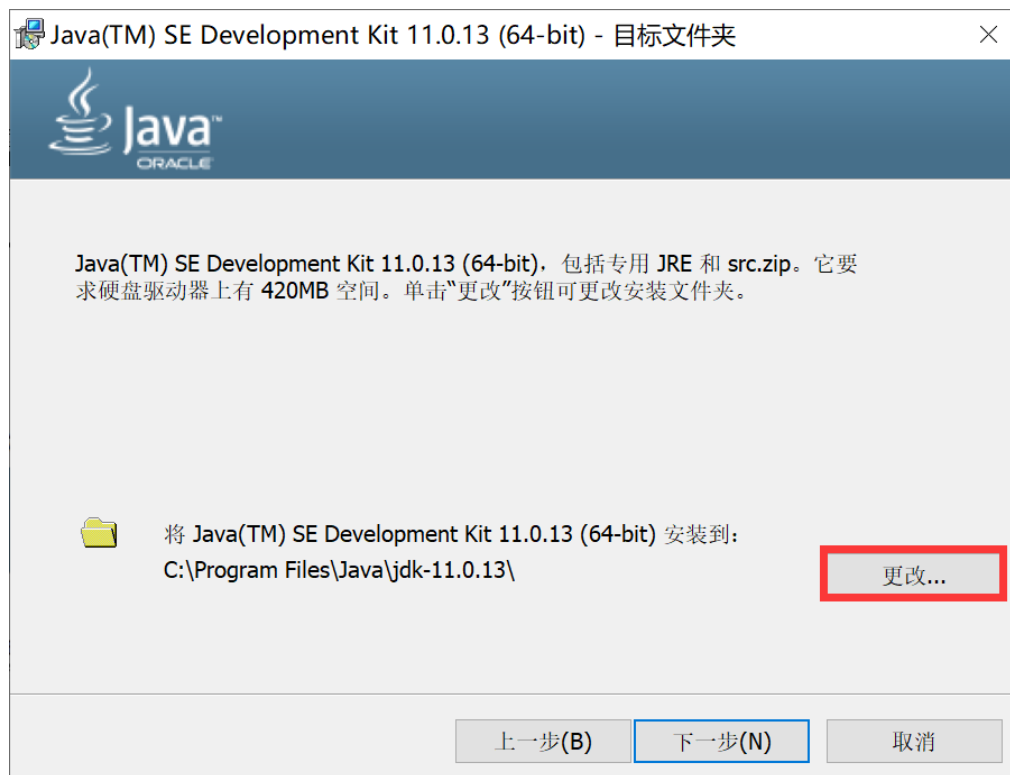 Java(TM) SE Development Kit 11.0.13 (64-bit) - 目标文件夹
Java™
ORACLE
Java(TM) SE Development Kit 11.0.13 (64-bit)，包括专用 JRE 和 src.zip。它要
求硬盘驱动器上有 420MB 空间。单击“更改”按钮可更改安装文件夹。
将 Java(TM) SE Development Kit 11.0.13 (64-bit) 安装到：
C:\Program Files\Java\jdk-11.0.13\
更改...
上一步(B)
下一步(N)
取消